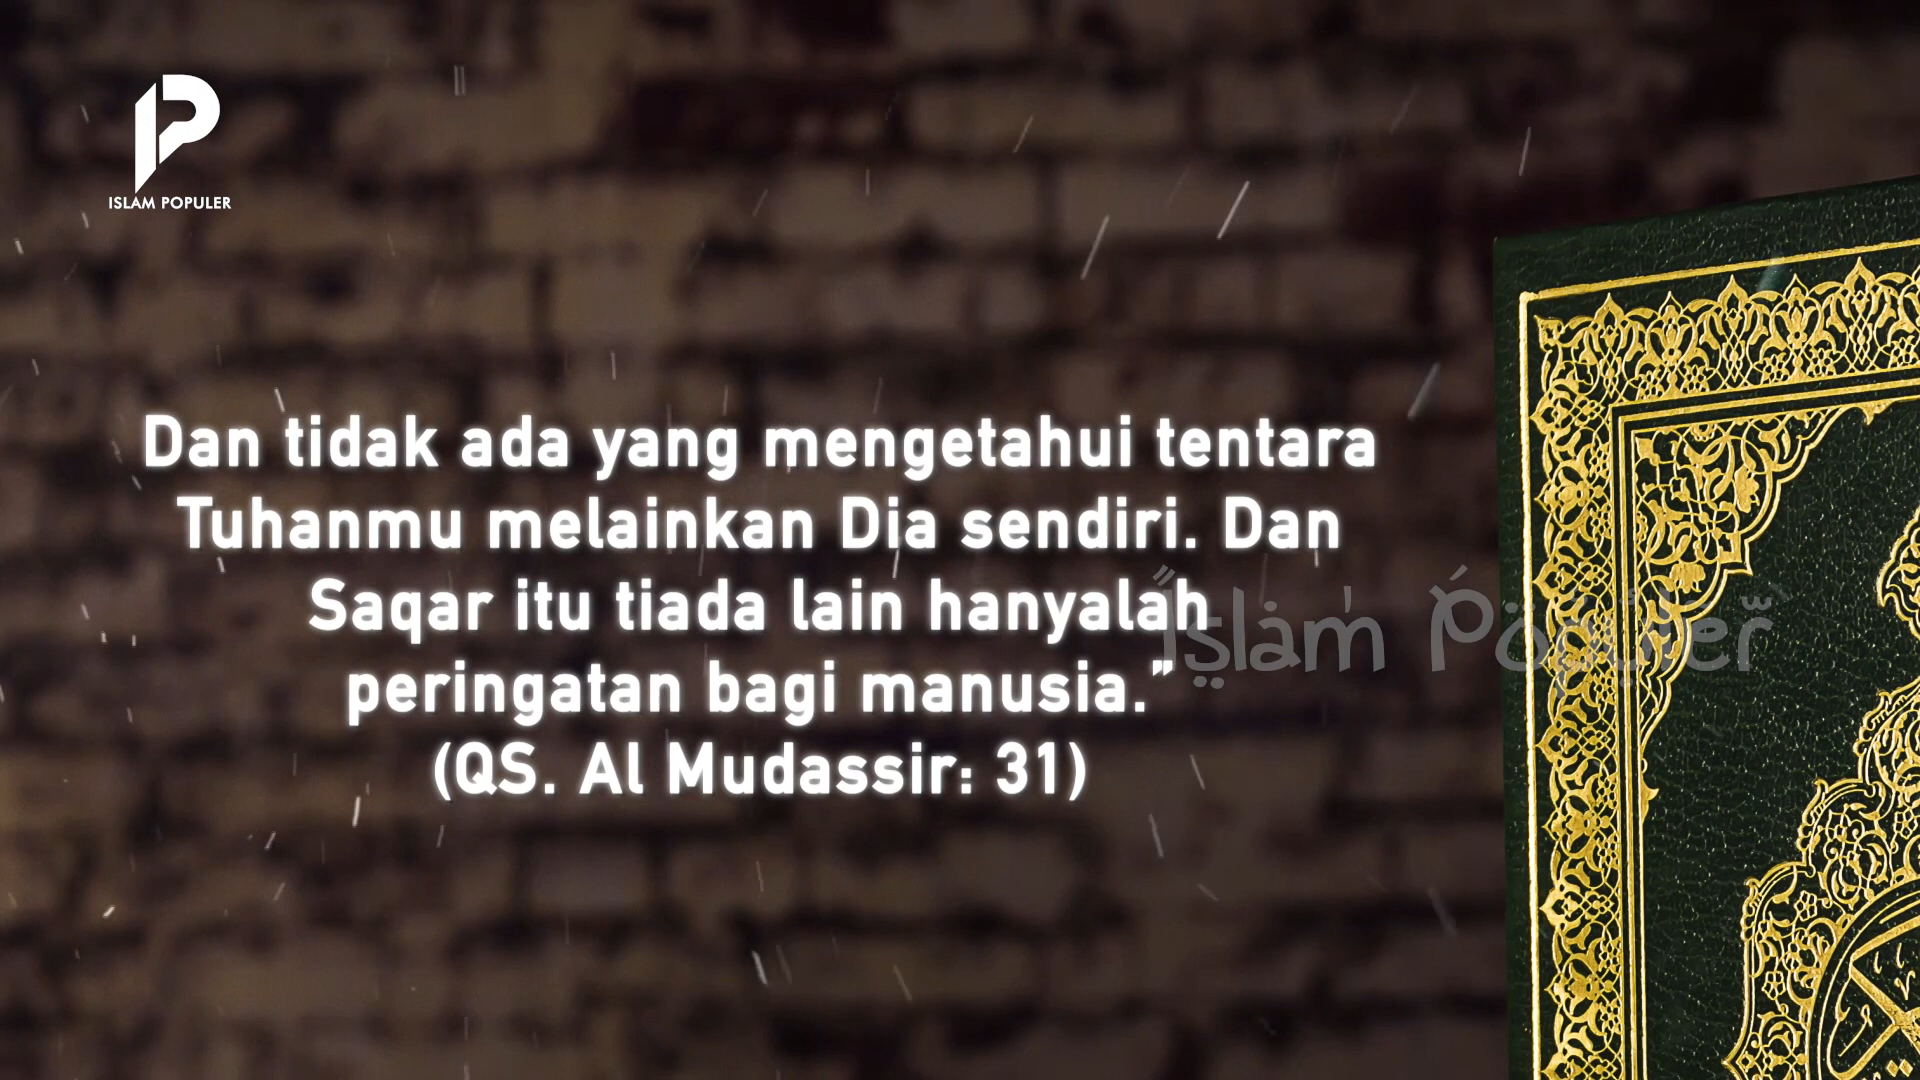 ISLAM POPULER
Dan tidak ada yang mengetahui tentara
Tuhanmu melainkan Dia sendiri. Dan
Saqar itu tiada lain hanyalah
peringatan bagi manusia.”
(QS. Al Mudassir: 31)
Islam Populer